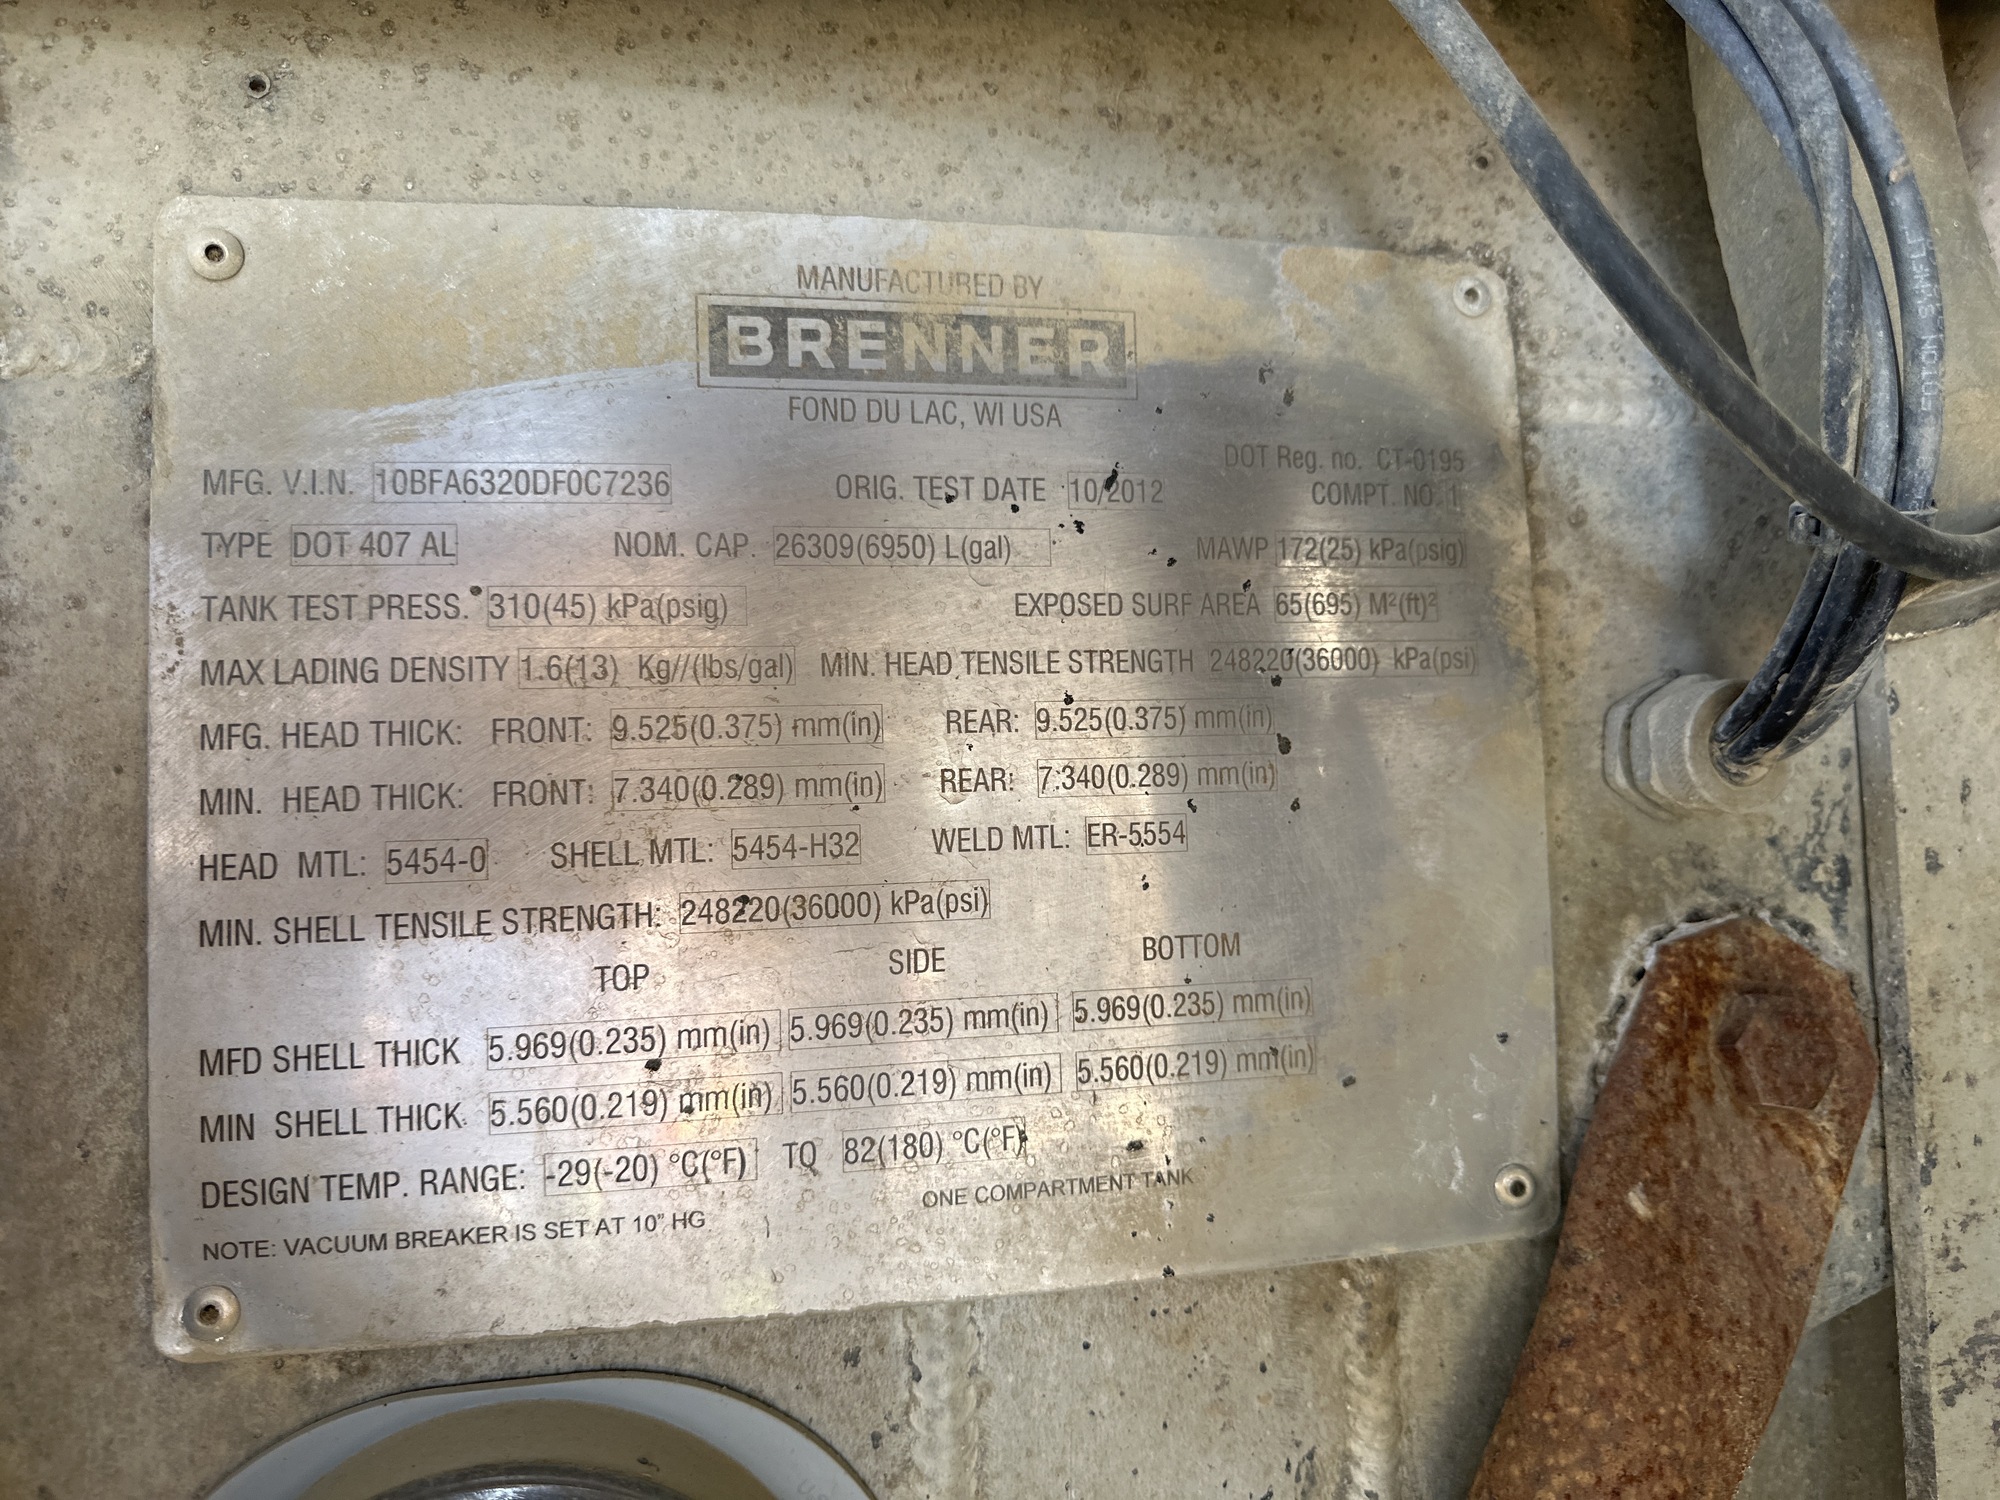 MANUFACTURED BY
BRENNER
FOND DU LAC, WI USA
DOT Reg. no. CT-0195
MFG. V.I.N. 10BFA6320DF0C7236 ORIG. TEST DATE 10/2012 COMPT. NO. 1
TYPE DOT 407 AL NOM. CAP. 26309(6950) L(gal) MAWP 172(25) kPa(psig)
TANK TEST PRESS. 310(45) kPa(psig) EXPOSED SURF AREA 65(695) M²(ft)²
MAX LADING DENSITY 1.6(13) Kg//(lbs/gal) MIN. HEAD TENSILE STRENGTH 248220(36000) kPa(psi)
MFG. HEAD THICK: FRONT: 9.525(0.375) mm(in) REAR: 9.525(0.375) mm(in)
MIN. HEAD THICK: FRONT: 7.340(0.289) mm(in) REAR: 7.340(0.289) mm(in)
HEAD MTL: 5454-0 SHELL MTL: 5454-H32 WELD MTL: ER-5554
MIN. SHELL TENSILE STRENGTH: 248220(36000) kPa(psi)
TOP SIDE BOTTOM
MFD SHELL THICK 5.969(0.235) mm(in) 5.969(0.235) mm(in) 5.969(0.235) mm(in)
MIN SHELL THICK 5.560(0.219) mm(in) 5.560(0.219) mm(in) 5.560(0.219) mm(in)
DESIGN TEMP. RANGE: -29(-20) °C(°F) TO 82(180) °C(°F)
ONE COMPARTMENT TANK
NOTE: VACUUM BREAKER IS SET AT 10" HG